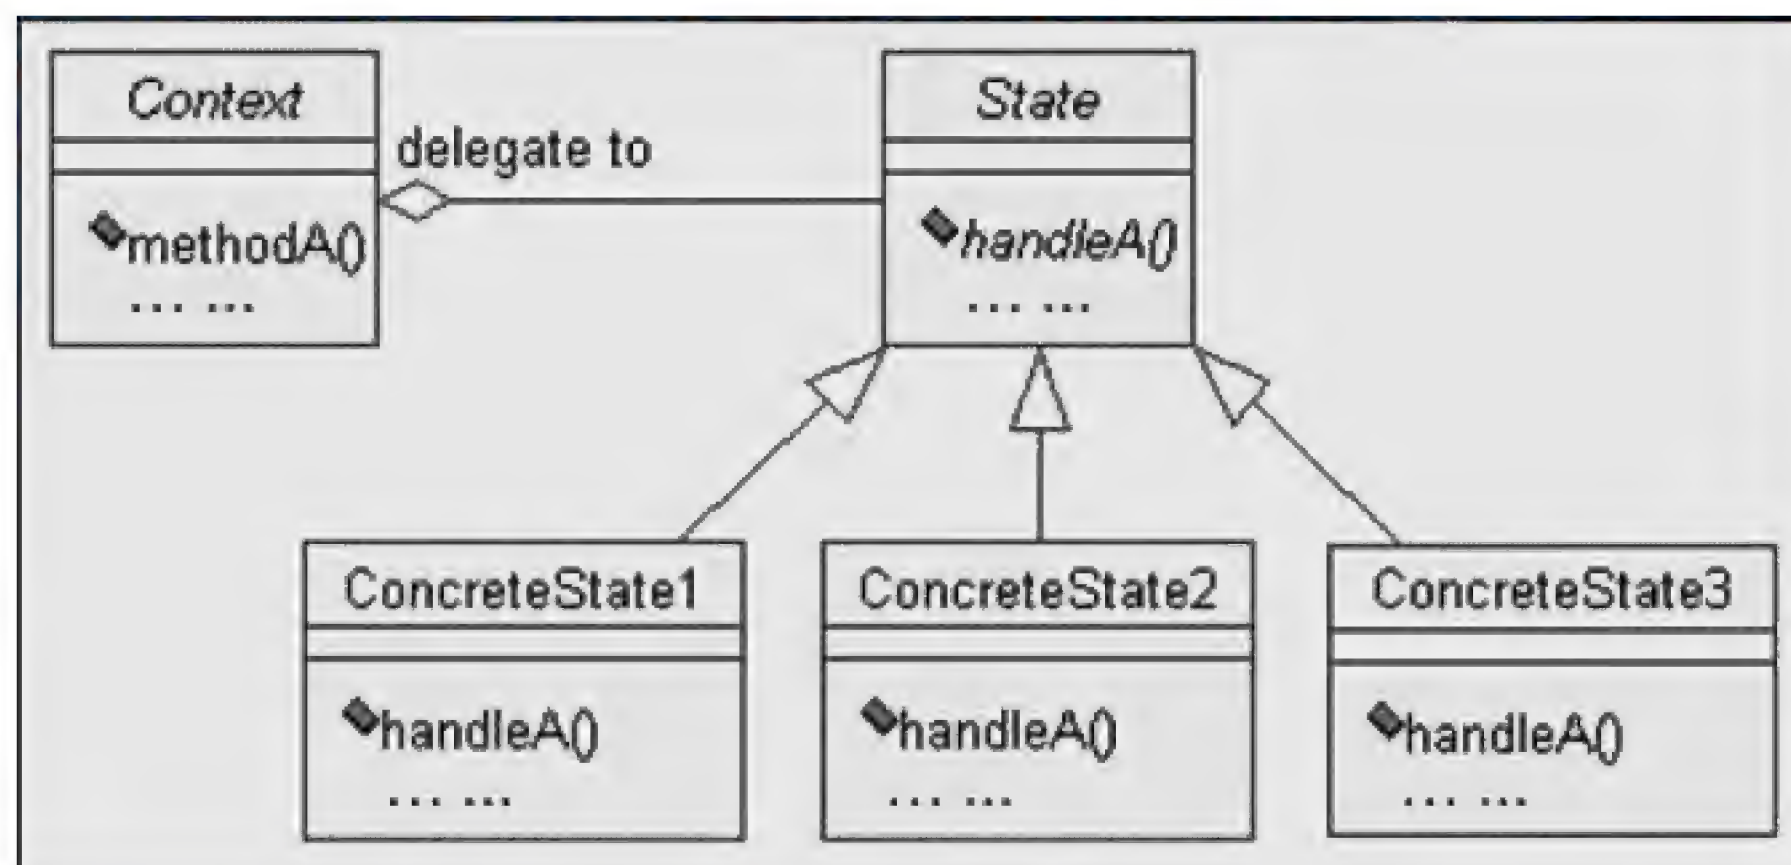 Context
delegate to
methodA()
... ...
State
handleA()
... ...
ConcreteState1
handleA()
... ...
ConcreteState2
handleA()
... ...
ConcreteState3
handleA()
... ...